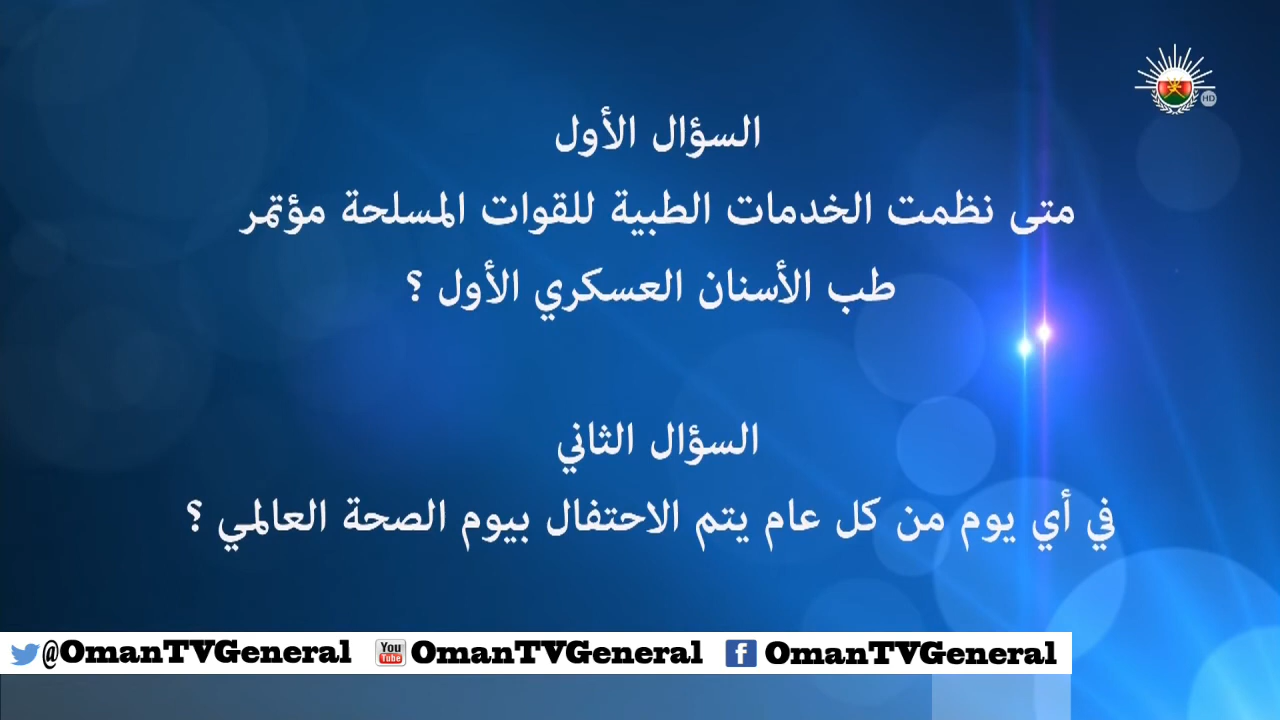 السؤال الأول
متى نظمت الخدمات الطبية للقوات المسلحة مؤتمر
طب الأسنان العسكري الأول ؟
السؤال الثاني
في أي يوم من كل عام يتم الاحتفال بيوم الصحة العالمي ؟
HD
@OmanTVGeneral You Tube OmanTVGeneral f OmanTVGeneral